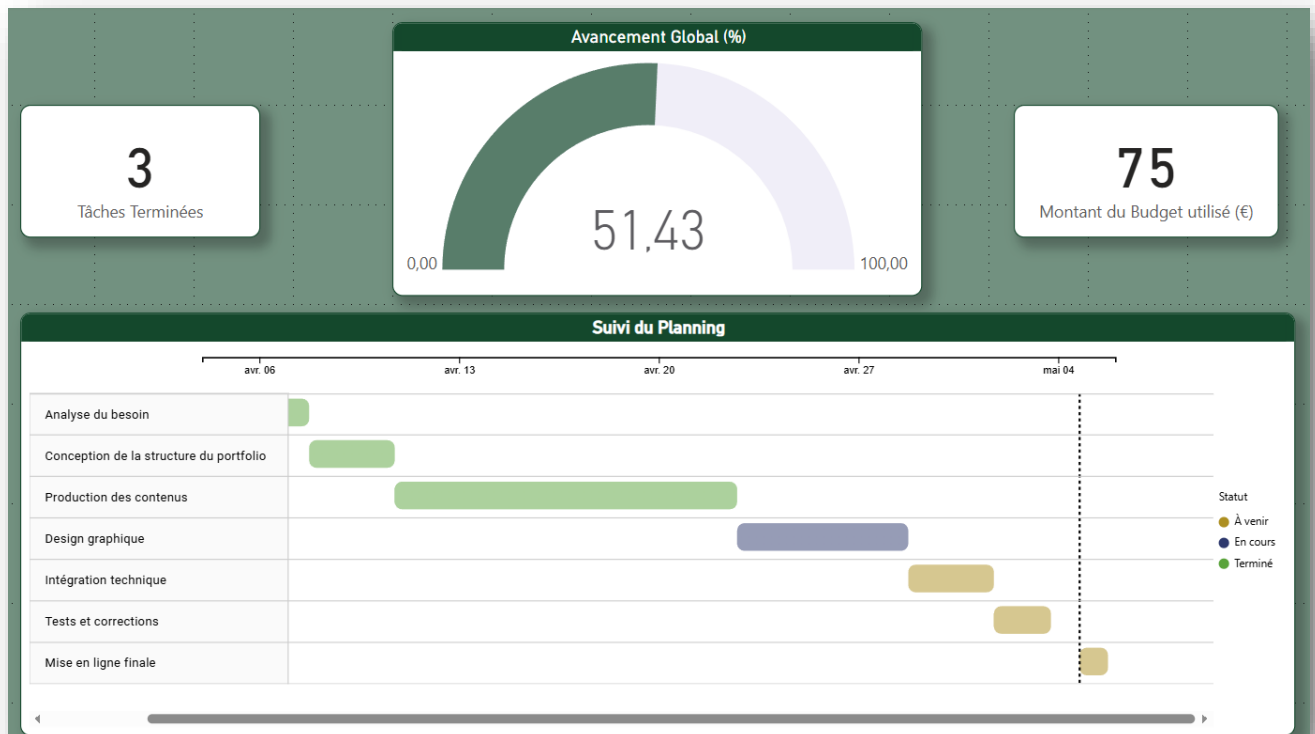 Avancement Global (%)
3
Tâches Terminées
51,43
0,00
100,00
75
Montant du Budget utilisé (€)
Suivi du Planning
avr. 06
avr. 13
avr. 20
avr. 27
mai 04
Analyse du besoin
Conception de la structure du portfolio
Production des contenus
Design graphique
Intégration technique
Tests et corrections
Mise en ligne finale
Statut
À venir
En cours
Terminé